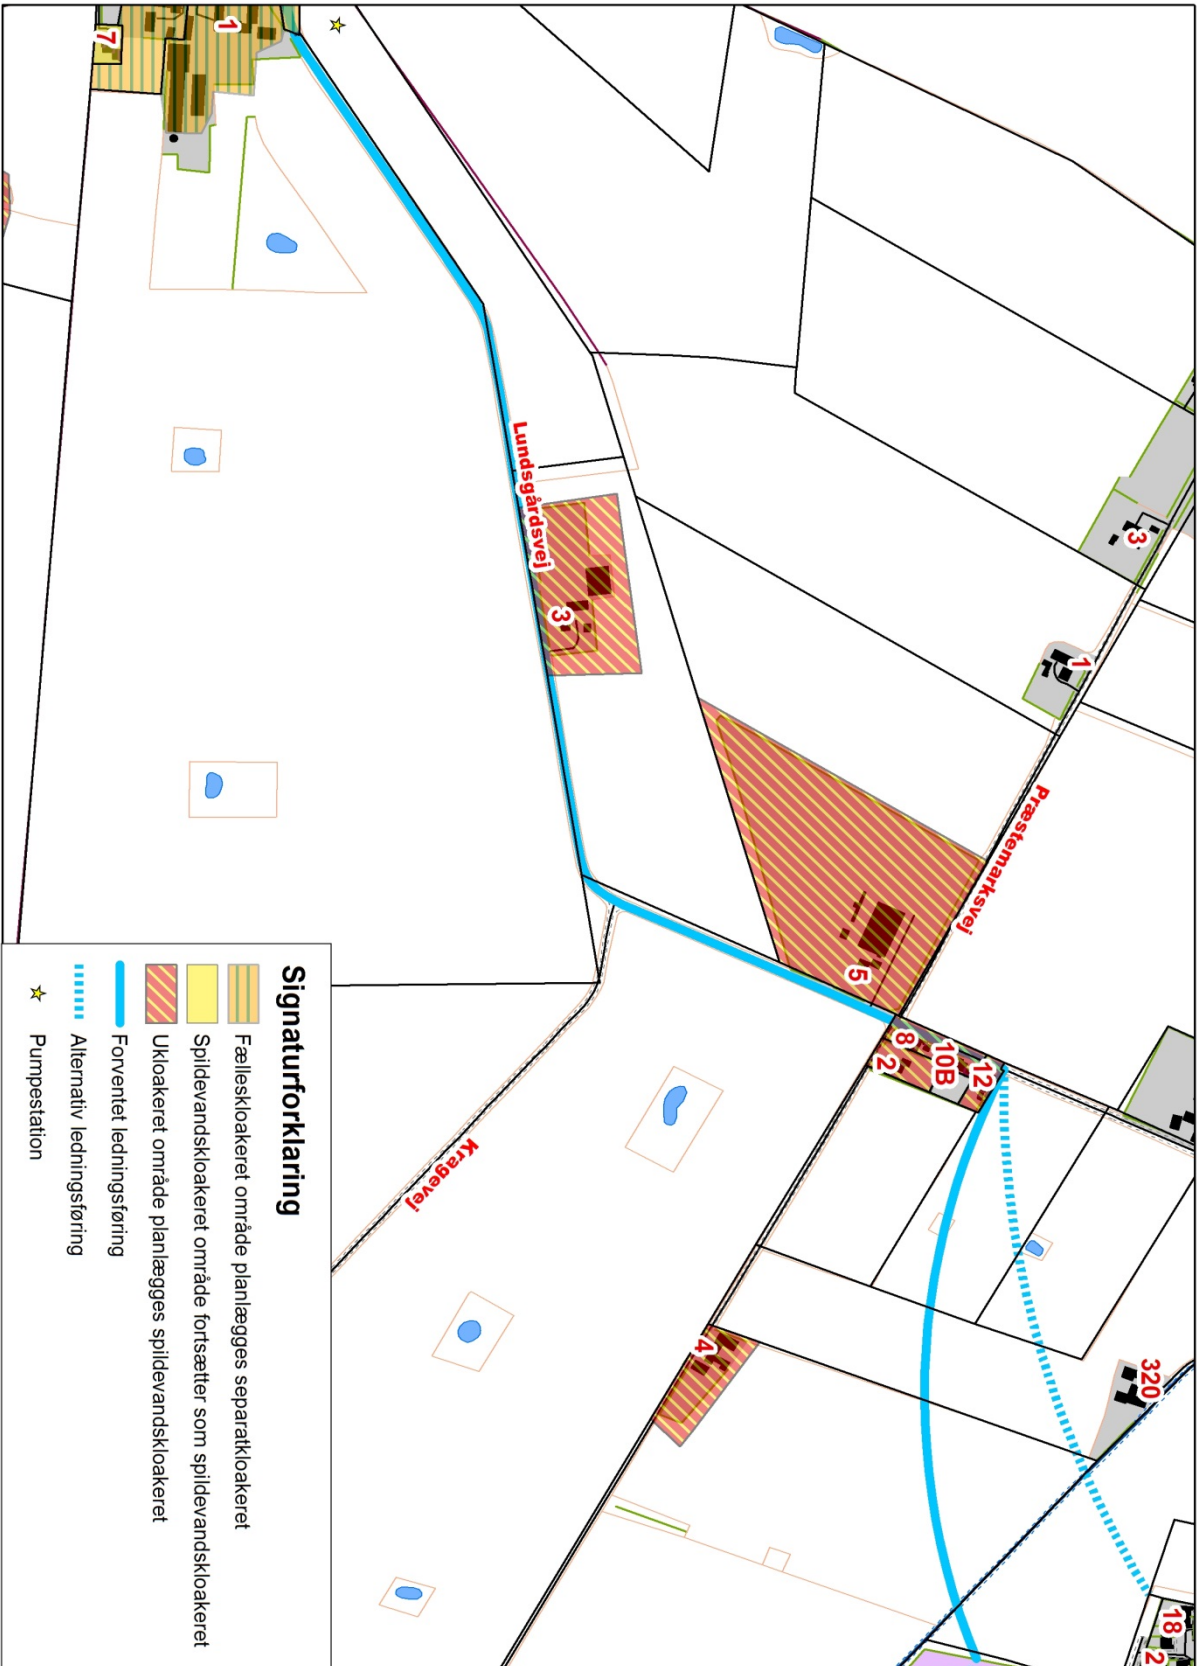 1
7
Lundsgårdsvej
3
3
1
Præstemarksvej
5
8
2
10B
12
Kragevej
4
320
18
2
Signaturforklaring
Fælleskloakeret område planlægges separatkloakeret
Spildevandskloakeret område fortsætter som spildevandskloakeret
Ukloakeret område planlægges spildevandskloakeret
Forventet ledningsføring
Alternativ ledningsføring
Pumpestation